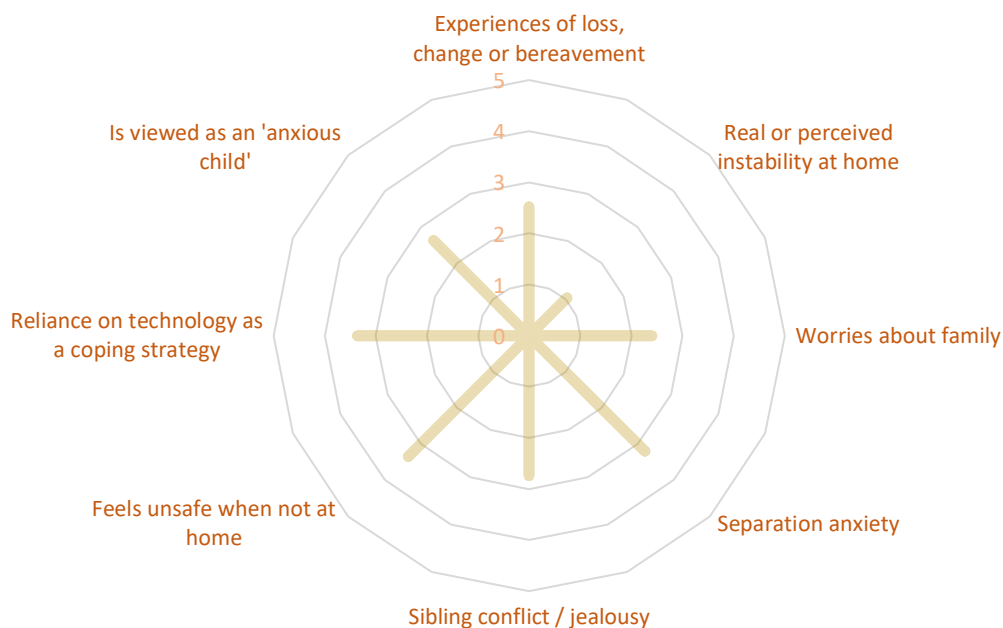 Experiences of loss,
change or bereavement
5
4
3
2
1
0
Real or perceived
instability at home
Worries about family
Separation anxiety
Sibling conflict / jealousy
Feels unsafe when not at
home
Reliance on technology as
a coping strategy
Is viewed as an 'anxious
child'